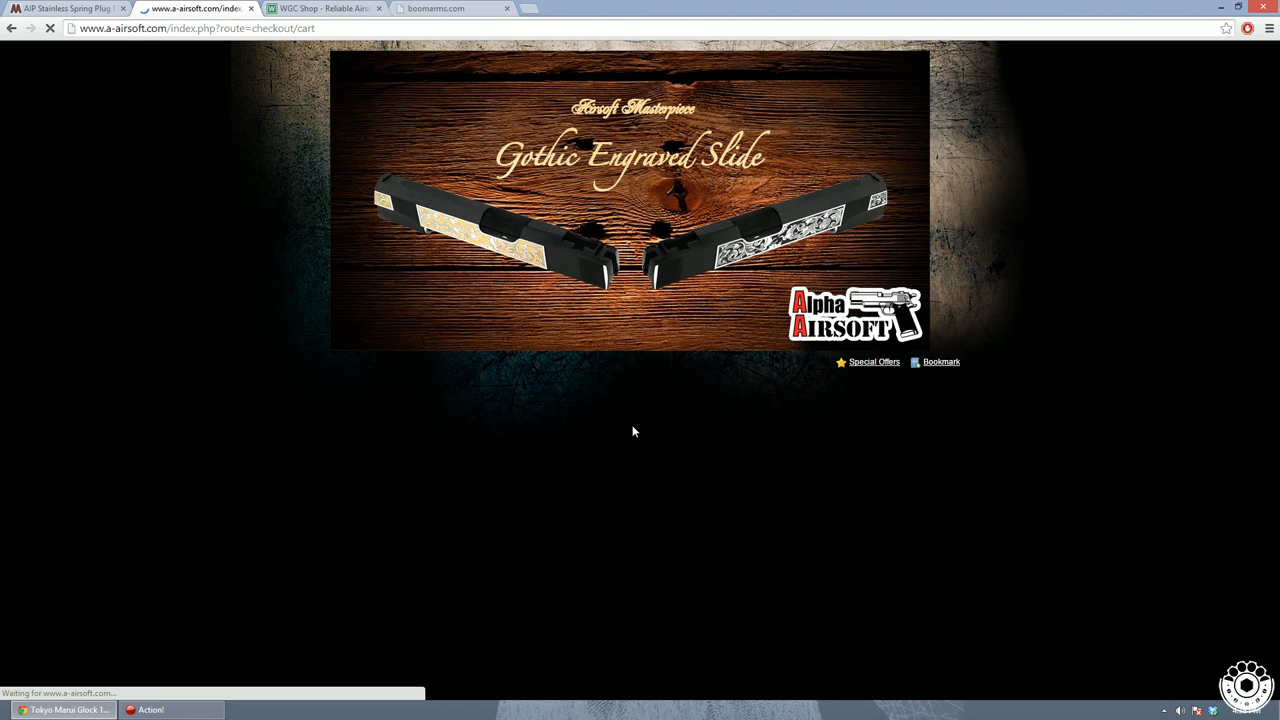 AIP Stainless Spring Plug
www.a-airsoft.com/index.
WGC Shop - Reliable Airs
boomarms.com
www.a-airsoft.com/index.php?route=checkout/cart
Airsoft Masterpiece
Gothic Engraved Slide
Alpha
AIRSOFT
Special Offers
Bookmark
Waiting for www.a-airsoft.com...
Tokyo Marui Glock 1...
Action!